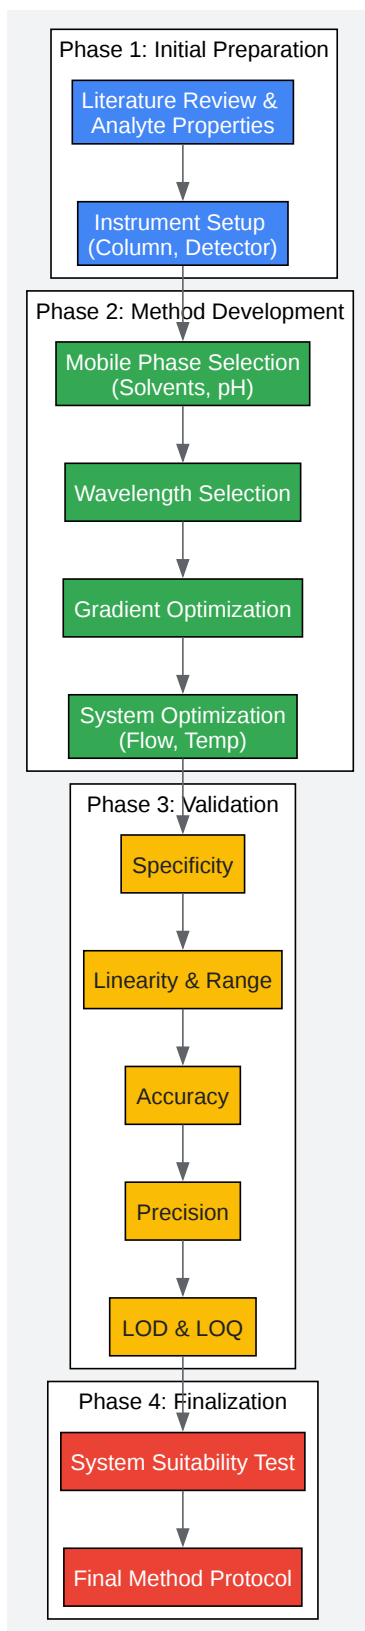 Phase 1: Initial Preparation
Literature Review &
Analyte Properties
Instrument Setup
(Column, Detector)
Phase 2: Method Development
Mobile Phase Selection
(Solvents, pH)
Wavelength Selection
Gradient Optimization
System Optimization
(Flow, Temp)
Phase 3: Validation
Specificity
Linearity & Range
Accuracy
Precision
LOD & LOQ
Phase 4: Finalization
System Suitability Test
Final Method Protocol